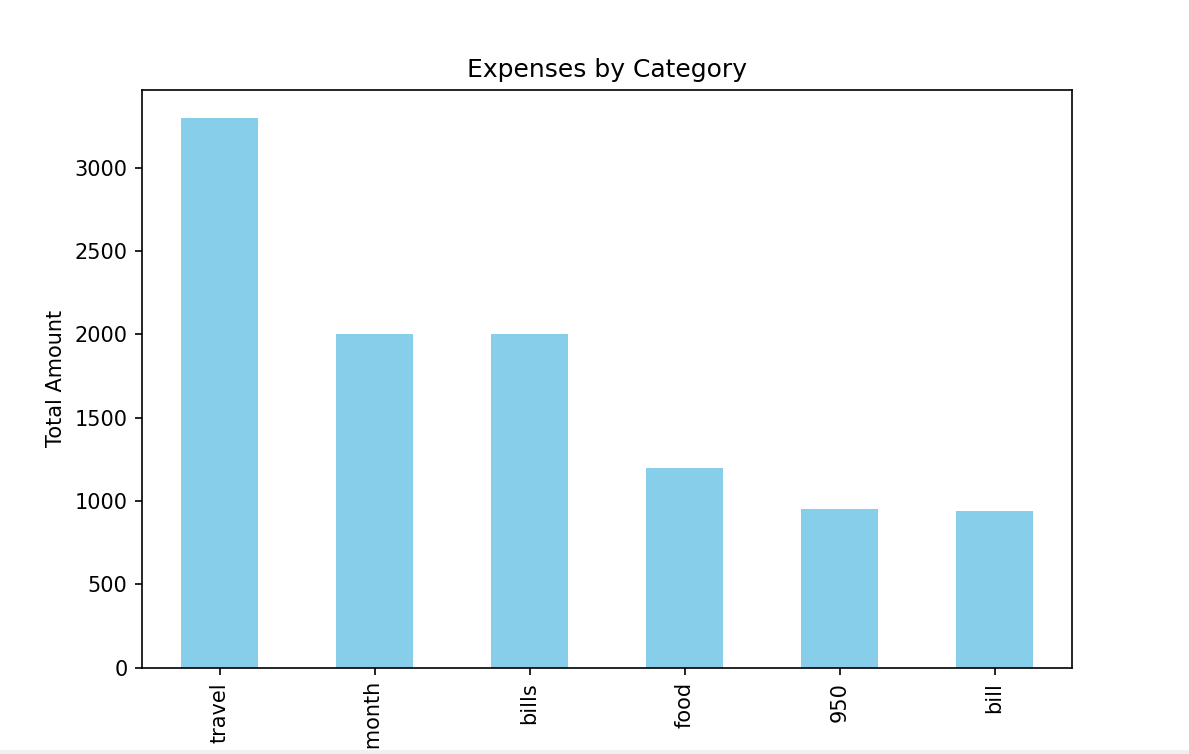 Expenses by Category
Total Amount
3000
2500
2000
1500
1000
500
0
travel
month
bills
food
950
bill